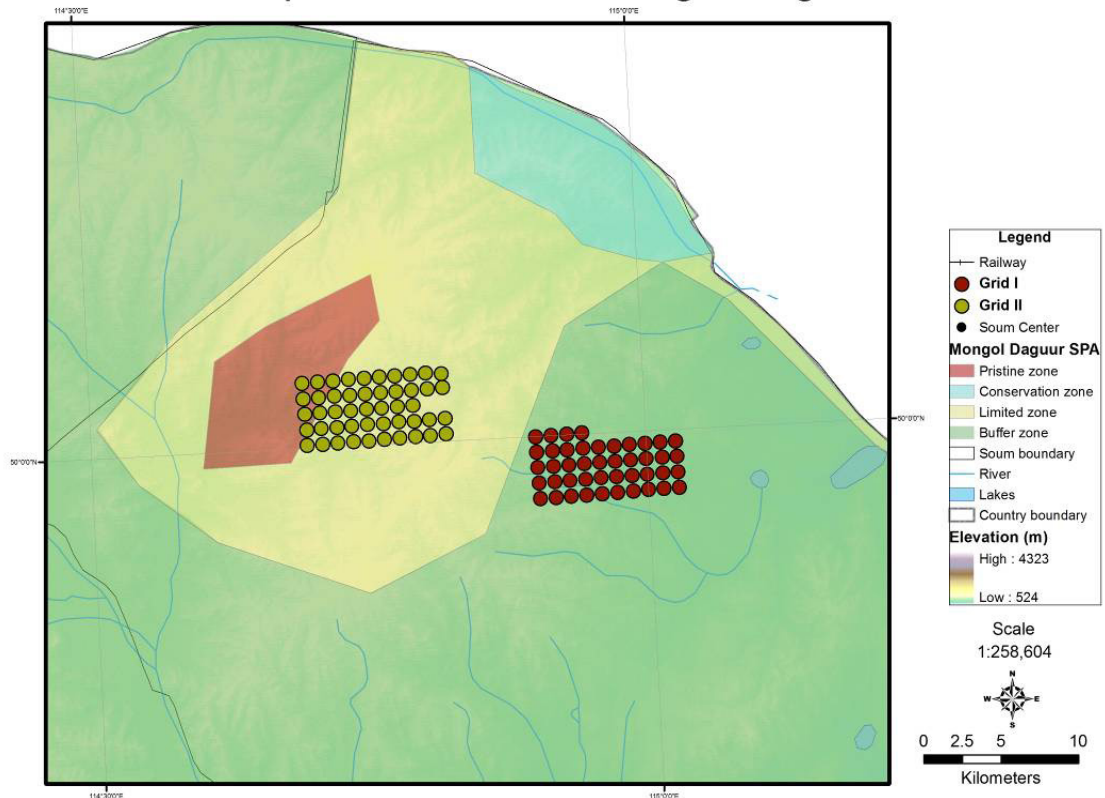 114°30'0"E
115°0'0"E
50°0'0"N
50°0'0"N
114°30'0"E
115°0'0"E
Legend
Railway
Grid I
Grid II
Soum Center
Mongol Daguur SPA
Pristine zone
Conservation zone
Limited zone
Buffer zone
Soum boundary
River
Lakes
Country boundary
Elevation (m)
High : 4323
Low : 524
Scale
1:258,604
N
W E
S
0 2.5 5 10
Kilometers